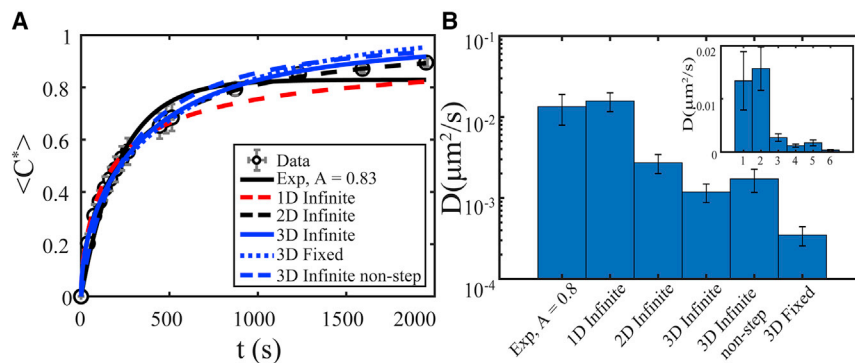 A
1
0.8
0.6
0.4
0.2
0
<C*>
0
500
1000
1500
2000
t (s)
Data
Exp, A = 0.83
1D Infinite
2D Infinite
3D Infinite
3D Fixed
3D Infinite non-step
B
10-1
10-2
10-3
10-4
D(μm2/s)
Exp, A = 0.8
1D Infinite
2D Infinite
3D Infinite
3D Infinite
non-step
3D Fixed
0.02
0.01
0
D(μm2/s)
1 2 3 4 5 6